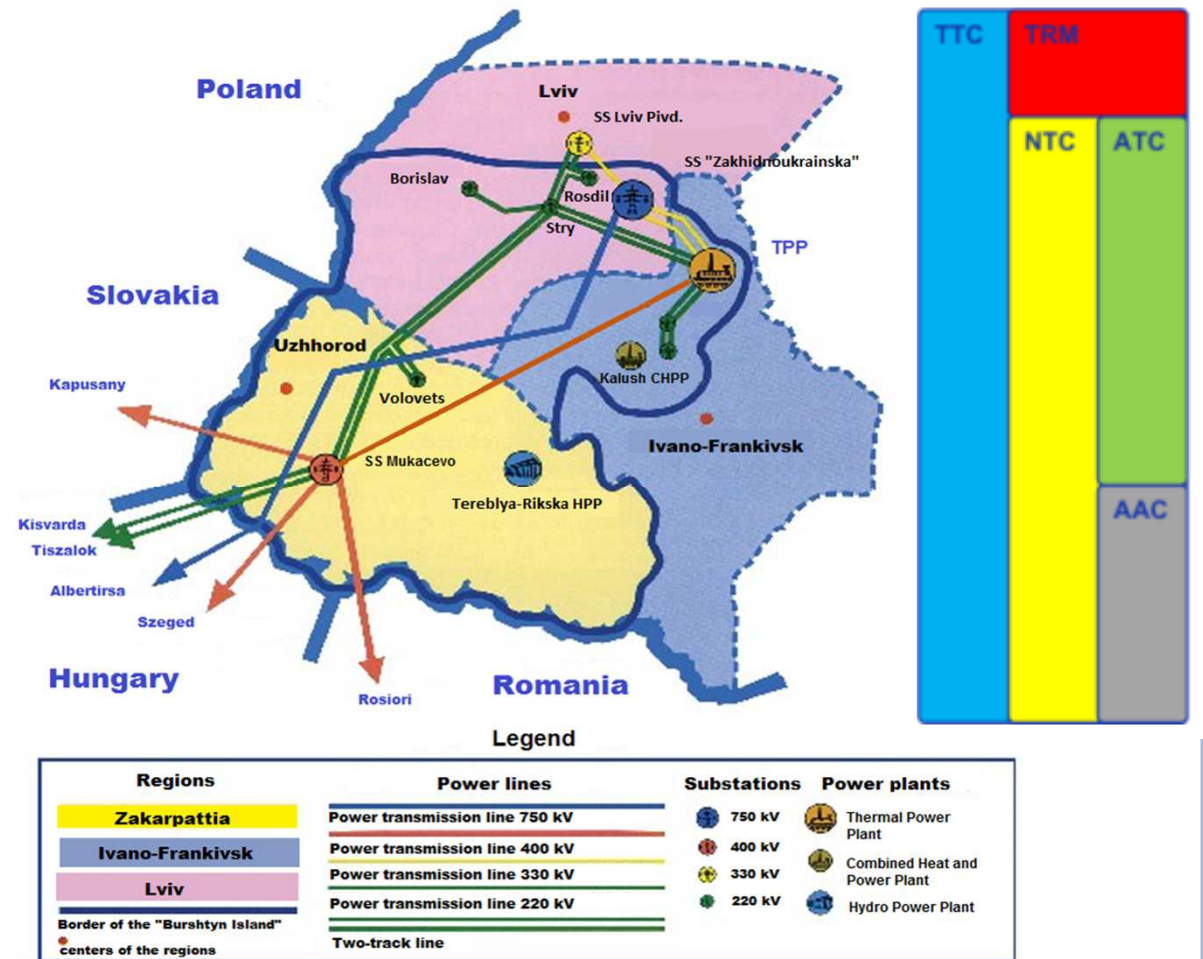 Poland
Lviv
SS Lviv Pivd.
SS "Zakhidnoukrainska"
Borislav
Rosdil
Stry
TPP
Slovakia
Uzhhorod
Kapusany
Volovets
Kalush CHPP
Ivano-Frankivsk
SS Mukacevo
Tereblya-Rikska HPP
Kisvarda
Tiszalok
Albertirsa
Szeged
Hungary
Rosiori
Romania
TTC
TRM
NTC
ATC
AAC
Legend
Regions
Zakarpattia
Ivano-Frankivsk
Lviv
Border of the "Burshtyn Island"
centers of the regions
Power lines
Power transmission line 750 kV
Power transmission line 400 kV
Power transmission line 330 kV
Power transmission line 220 kV
Two-track line
Substations
750 kV
400 kV
330 kV
220 kV
Power plants
Thermal Power
Plant
Combined Heat and
Power Plant
Hydro Power Plant